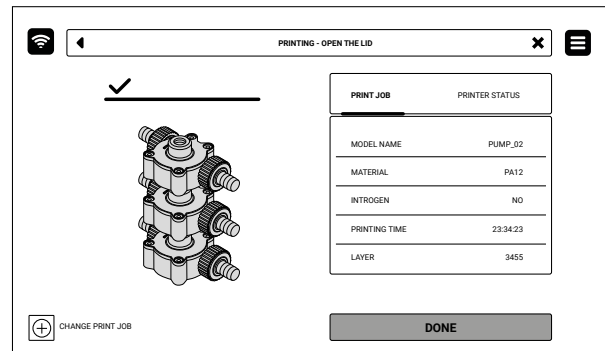 PRINTING - OPEN THE LID
PRINT JOB PRINTER STATUS
MODEL NAME PUMP_02
MATERIAL PA12
INTROGEN NO
PRINTING TIME 23:34:23
LAYER 3455
CHANGE PRINT JOB
DONE